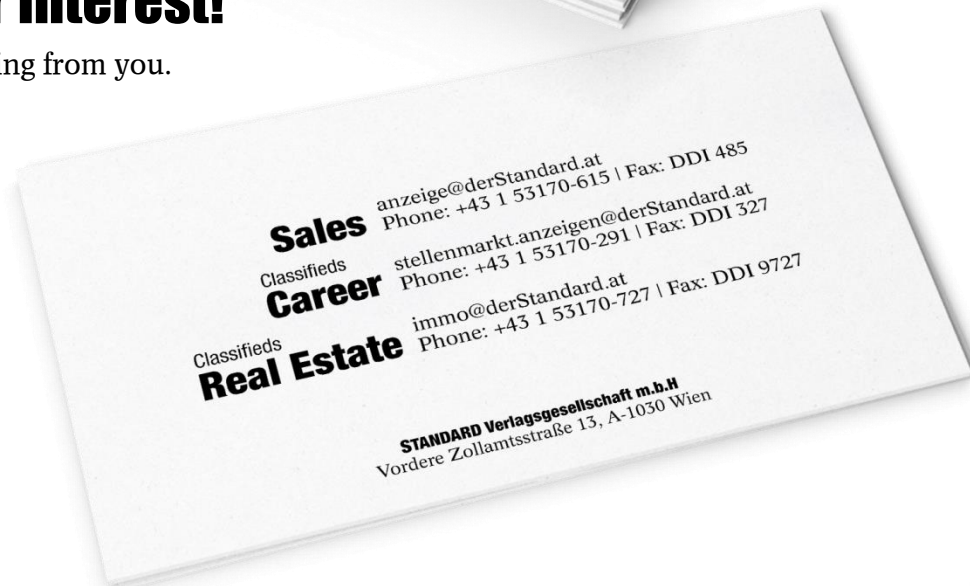 Interest!
ing from you.
Sales
anzeige@derStandard.at
Phone: +43 1 53170-615 | Fax: DDI 485
Classifieds
Career
stellenmarkt.anzeigen@derStandard.at
Phone: +43 1 53170-291 | Fax: DDI 327
Classifieds
Real Estate
immo@derStandard.at
Phone: +43 1 53170-727 | Fax: DDI 9727
STANDARD Verlagsgesellschaft m.b.H
Vordere Zollamtsstraße 13, A-1030 Wien